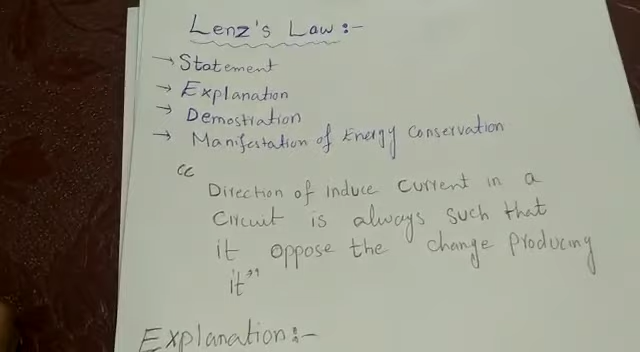 Lenz's Law:-
→ Statement
→ Explanation
→ Demostration
→ Manifestation of Energy Conservation
“ Direction of induce current in a
Circuit is always such that
it oppose the change producing
it”
Explanation:-